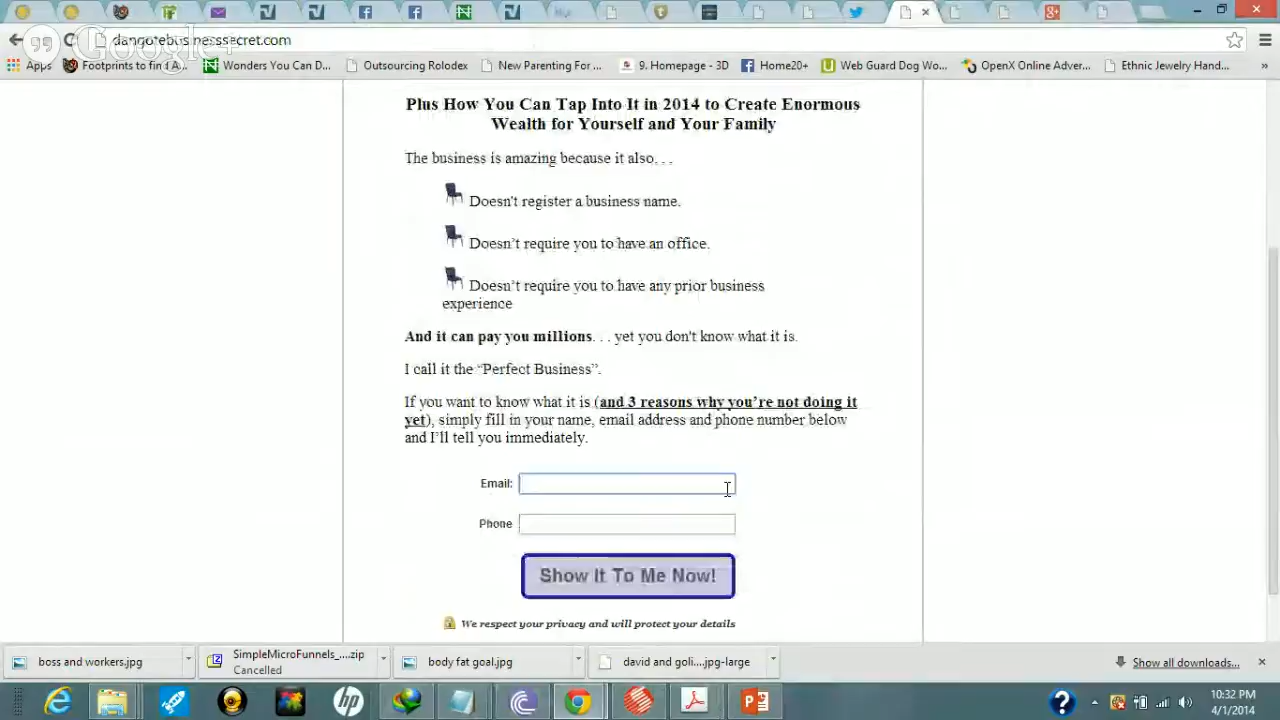 Google+
dangotebusinesssecret.com
Apps
Footprints to find A...
Wonders You Can D...
Outsourcing Rolodex
New Parenting For ...
9. Homepage - 3D
Home20+
Web Guard Dog Wo...
OpenX Online Adver...
Ethnic Jewelry Hand...
»
Plus How You Can Tap Into It in 2014 to Create Enormous
Wealth for Yourself and Your Family
The business is amazing because it also. . .
Doesn't register a business name.
Doesn't require you to have an office.
Doesn't require you to have any prior business
experience
And it can pay you millions. . . yet you don't know what it is.
I call it the “Perfect Business”.
If you want to know what it is (and 3 reasons why you're not doing it
yet), simply fill in your name, email address and phone number below
and I'll tell you immediately.
Email:
Phone
Show It To Me Now!
We respect your privacy and will protect your details
boss and workers.jpg
SimpleMicroFunnels_...zip
Cancelled
body fat goal.jpg
david and goli...jpg-large
Show all downloads...
hp
10:32 PM
4/1/2014